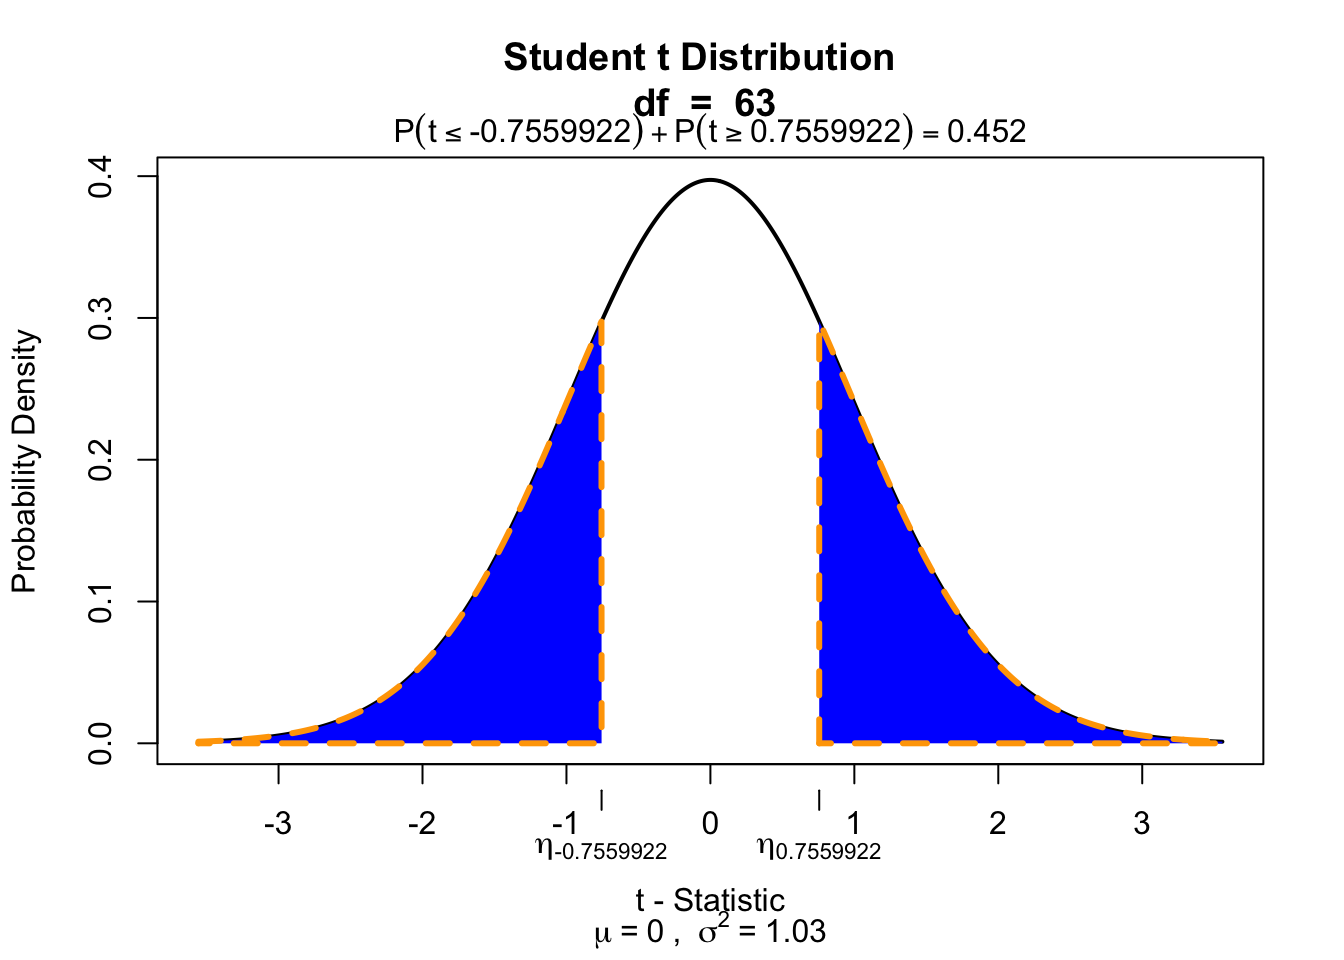 Student t Distribution
df = 63
P(t ≤ -0.7559922) + P(t ≥ 0.7559922) = 0.452
Probability Density
0.4
0.3
0.2
0.1
0.0
-3 -2 -1 0 1 2 3
η-0.7559922 η0.7559922
t - Statistic
μ = 0 , σ² = 1.03